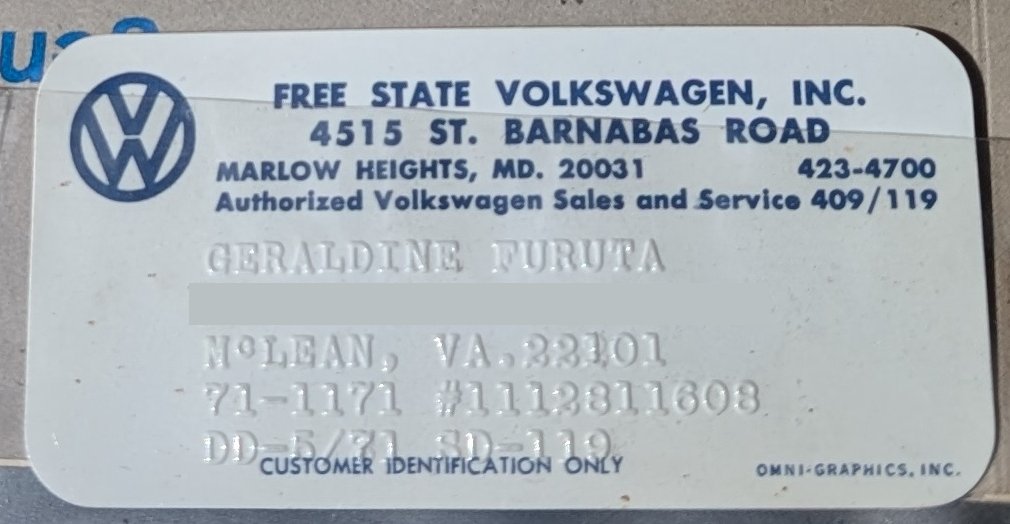 FREE STATE VOLKSWAGEN, INC.
4515 ST. BARNABAS ROAD
MARLOW HEIGHTS, MD. 20031 423-4700
Authorized Volkswagen Sales and Service 409/119
GERALDINE FURUTA
McLEAN, VA.22101
71-1171 #1112811608
DD-5/71 SD-119
CUSTOMER IDENTIFICATION ONLY OMNI-GRAPHICS, INC.